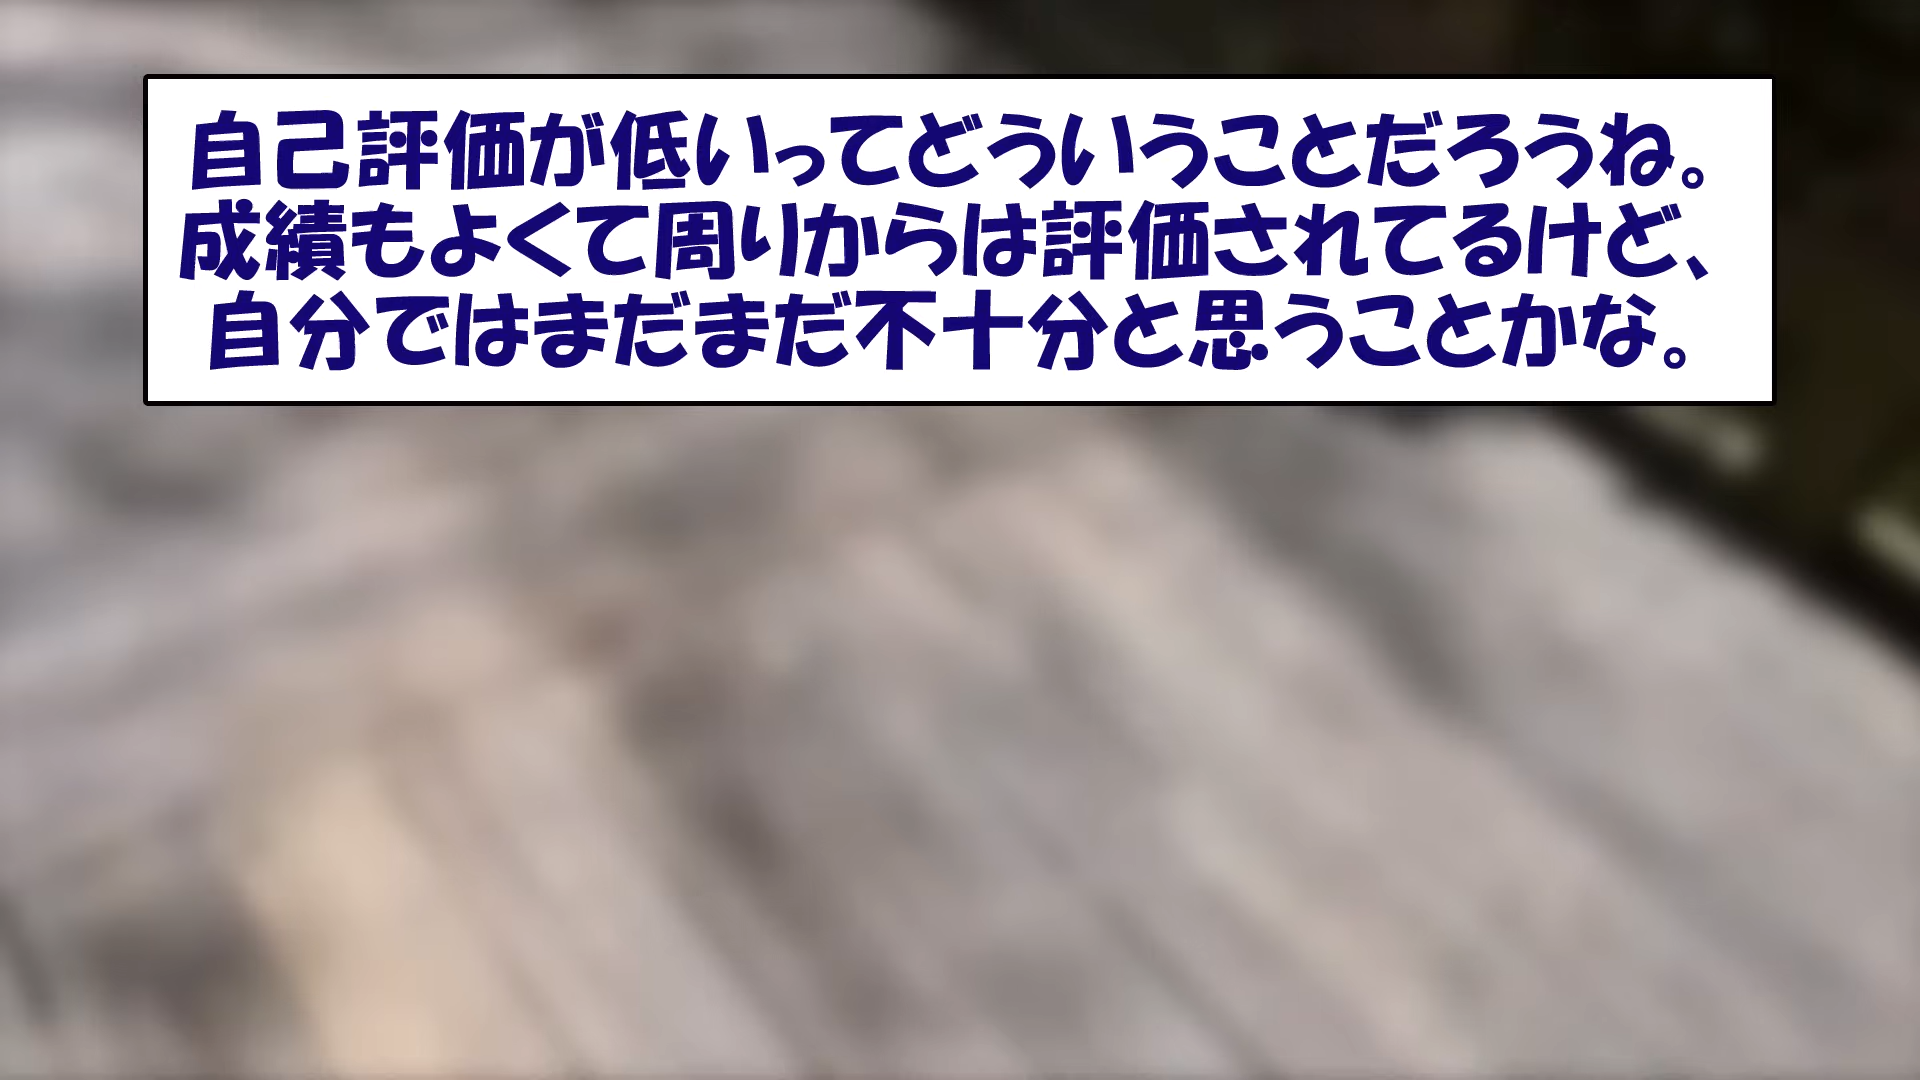 自己評価が低いってどういうことだろうね。
成績もよくて周りからは評価されてるけど、
自分ではまだまだ不十分と思うことかな。